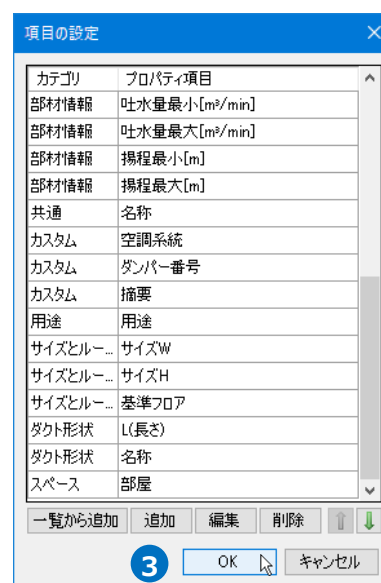 項目の設定
カテゴリ プロパティ項目
部材情報 吐水量最小[m³/min]
部材情報 吐水量最大[m³/min]
部材情報 揚程最小[m]
部材情報 揚程最大[m]
共通 名称
カスタム 空調系統
カスタム ダンパー番号
カスタム 摘要
用途 用途
サイズとルー... サイズW
サイズとルー... サイズH
サイズとルー... 基準フロア
ダクト形状 L(長さ)
ダクト形状 名称
スペース 部屋
一覧から追加 追加 編集 削除
3 OK キャンセル